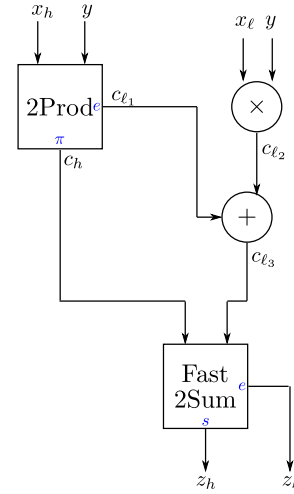 x_h y
x_ℓ y
2Prod e
π
c_ℓ1
c_h
×
c_ℓ2
+
c_ℓ3
Fast
2Sum e
s
z_h